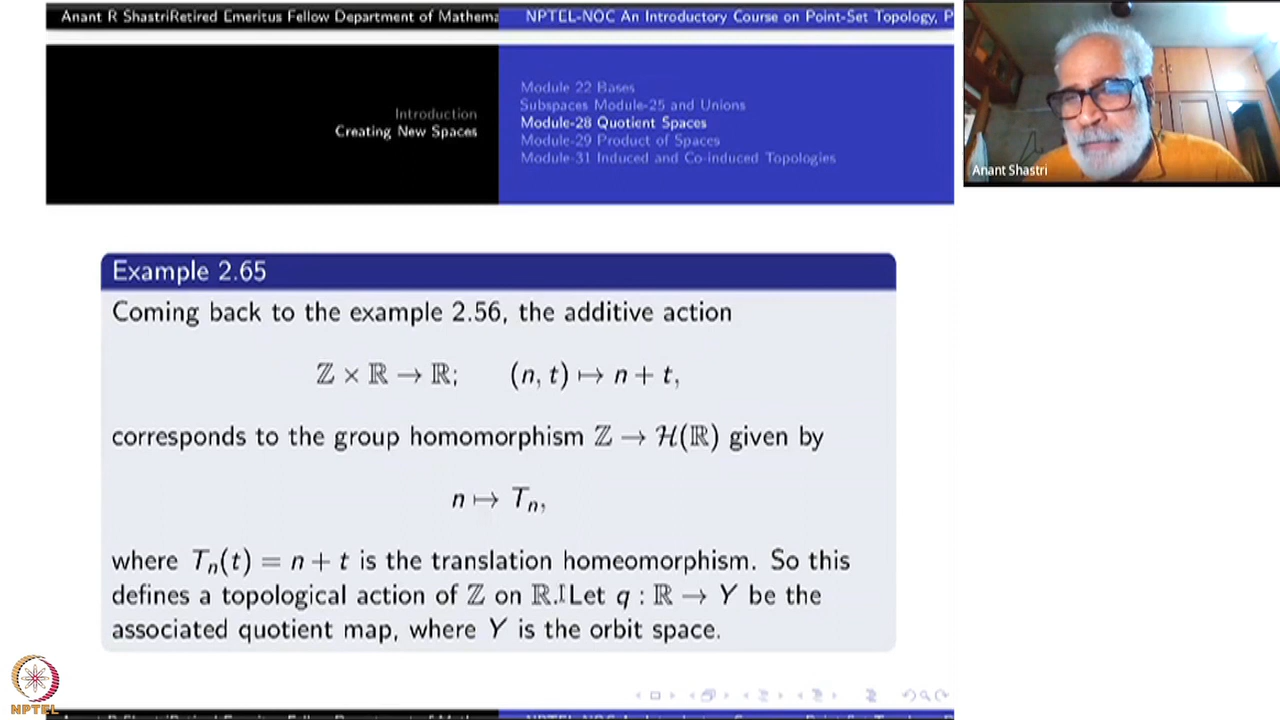 Anant R ShastriRetired Emeritus Fellow Department of Mathema
NPTEL-NOC An Introductory Course on Point-Set Topology, P
Introduction
Creating New Spaces
Module 22 Bases
Subspaces Module-25 and Unions
Module-28 Quotient Spaces
Module-29 Product of Spaces
Module-31 Induced and Co-induced Topologies
Anant Shastri
Example 2.65
Coming back to the example 2.56, the additive action
ℤ × ℝ → ℝ; (n, t) ↦ n + t,
corresponds to the group homomorphism ℤ → ℋ(ℝ) given by
n ↦ Tₙ,
where Tₙ(t) = n + t is the translation homeomorphism. So this
defines a topological action of ℤ on ℝ. Let q : ℝ → Y be the
associated quotient map, where Y is the orbit space.
NPTEL